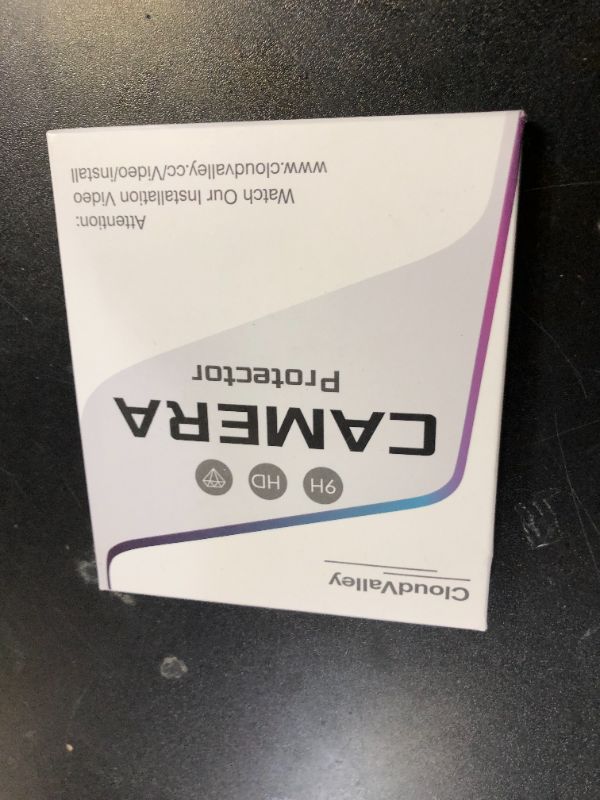 CloudValley
9H HD
CAMERA
Protector
Attention:
Watch Our Installation Video
www.cloudvalley.cc/Video/install